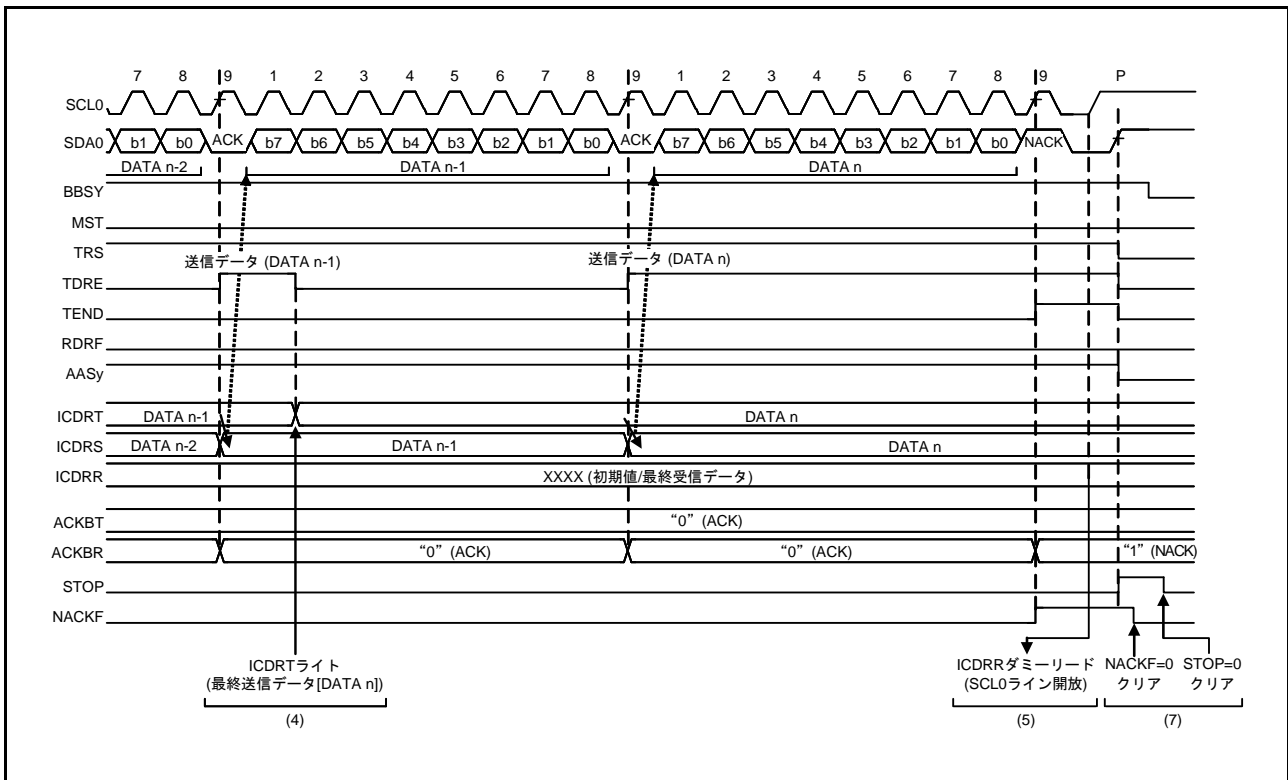 7 8 9 1 2 3 4 5 6 7 8 9 1 2 3 4 5 6 7 8 9 P
SCL0
SDA0 b1 b0 ACK b7 b6 b5 b4 b3 b2 b1 b0 ACK b7 b6 b5 b4 b3 b2 b1 b0 NACK
DATA n-2 DATA n-1 DATA n
BBSY
MST
TRS
送信データ (DATA n-1) 送信データ (DATA n)
TDRE
TEND
RDRF
AASy
ICDRT DATA n-1 DATA n
ICDRS DATA n-2 DATA n-1 DATA n
ICDRR XXXX (初期値/最終受信データ)
ACKBT “0” (ACK)
ACKBR “0” (ACK) “0” (ACK) “1” (NACK)
STOP
NACKF
ICDRTライト
(最終送信データ[DATA n])
(4)
ICDRRダミーリード
(SCL0ライン開放)
(5)
NACKF=0
クリア
STOP=0
クリア
(7)